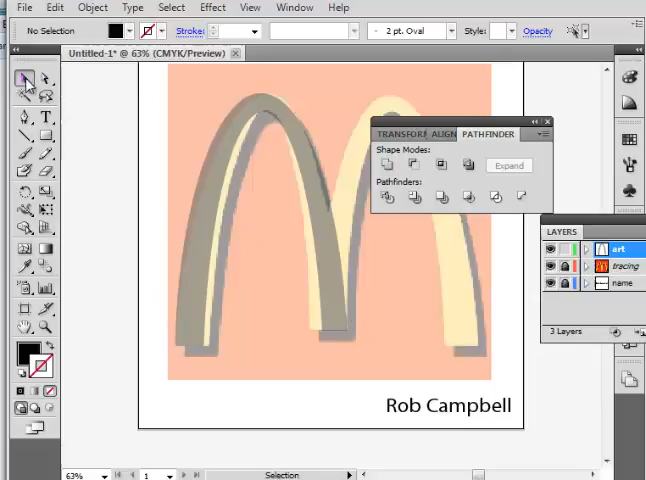 File Edit Object Type Select Effect View Window Help
No Selection Stroke: 2 pt. Oval Style: Opacity
Untitled-1* @ 63% (CMYK/Preview)
TRANSFORM ALIGN PATHFINDER
Shape Modes:
Expand
Pathfinders:
LAYERS
art
tracing
name
3 Layers
Rob Campbell
63% 1 Selection